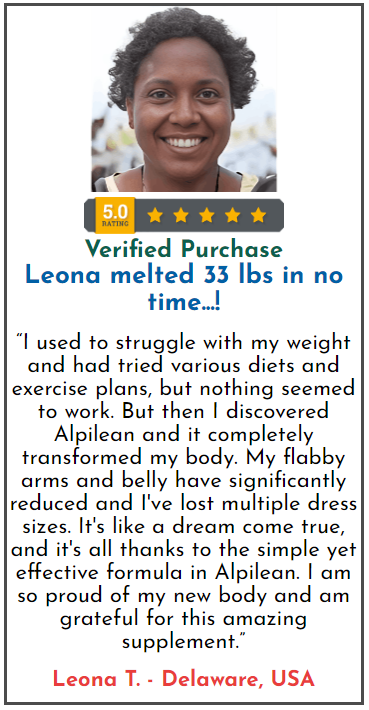 5.0
RATING
Verified Purchase
Leona melted 33 lbs in no
time...!
“I used to struggle with my weight
and had tried various diets and
exercise plans, but nothing seemed
to work. But then I discovered
Alpilean and it completely
transformed my body. My flabby
arms and belly have significantly
reduced and I've lost multiple dress
sizes. It's like a dream come true,
and it's all thanks to the simple yet
effective formula in Alpilean. I am
so proud of my new body and am
grateful for this amazing
supplement.”
Leona T. - Delaware, USA